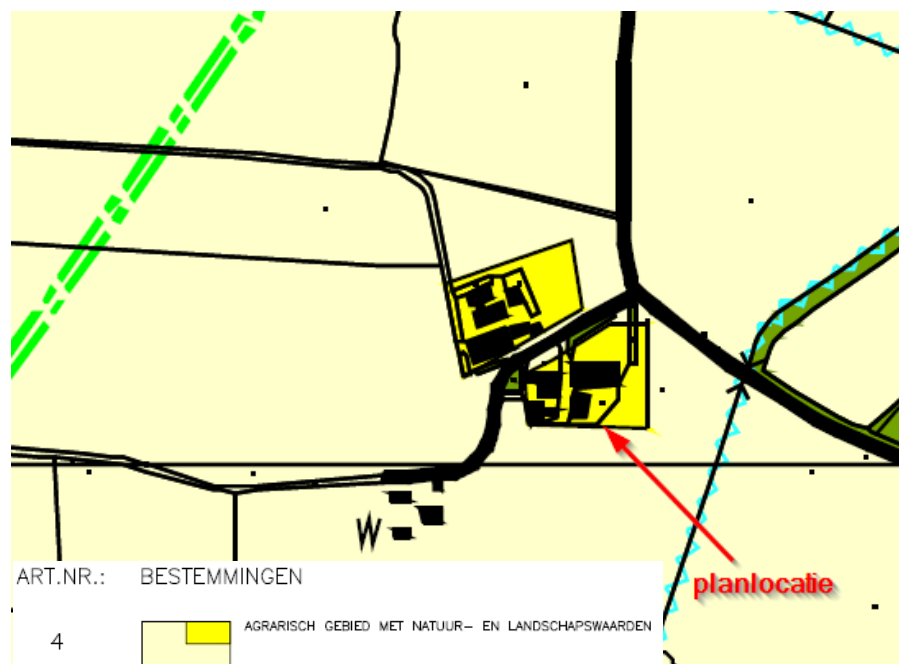 W
planlocatie
ART.NR.: BESTEMMINGEN
4 AGRARISCH GEBIED MET NATUUR- EN LANDSCHAPSWAARDEN